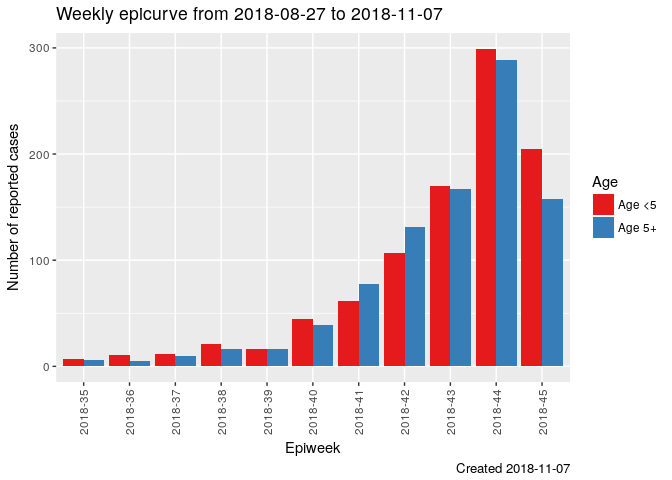 Weekly epicurve from 2018-08-27 to 2018-11-07
300
200
100
0
Number of reported cases
2018-35
2018-36
2018-37
2018-38
2018-39
2018-40
2018-41
2018-42
2018-43
2018-44
2018-45
Epiweek
Age
Age <5
Age 5+
Created 2018-11-07